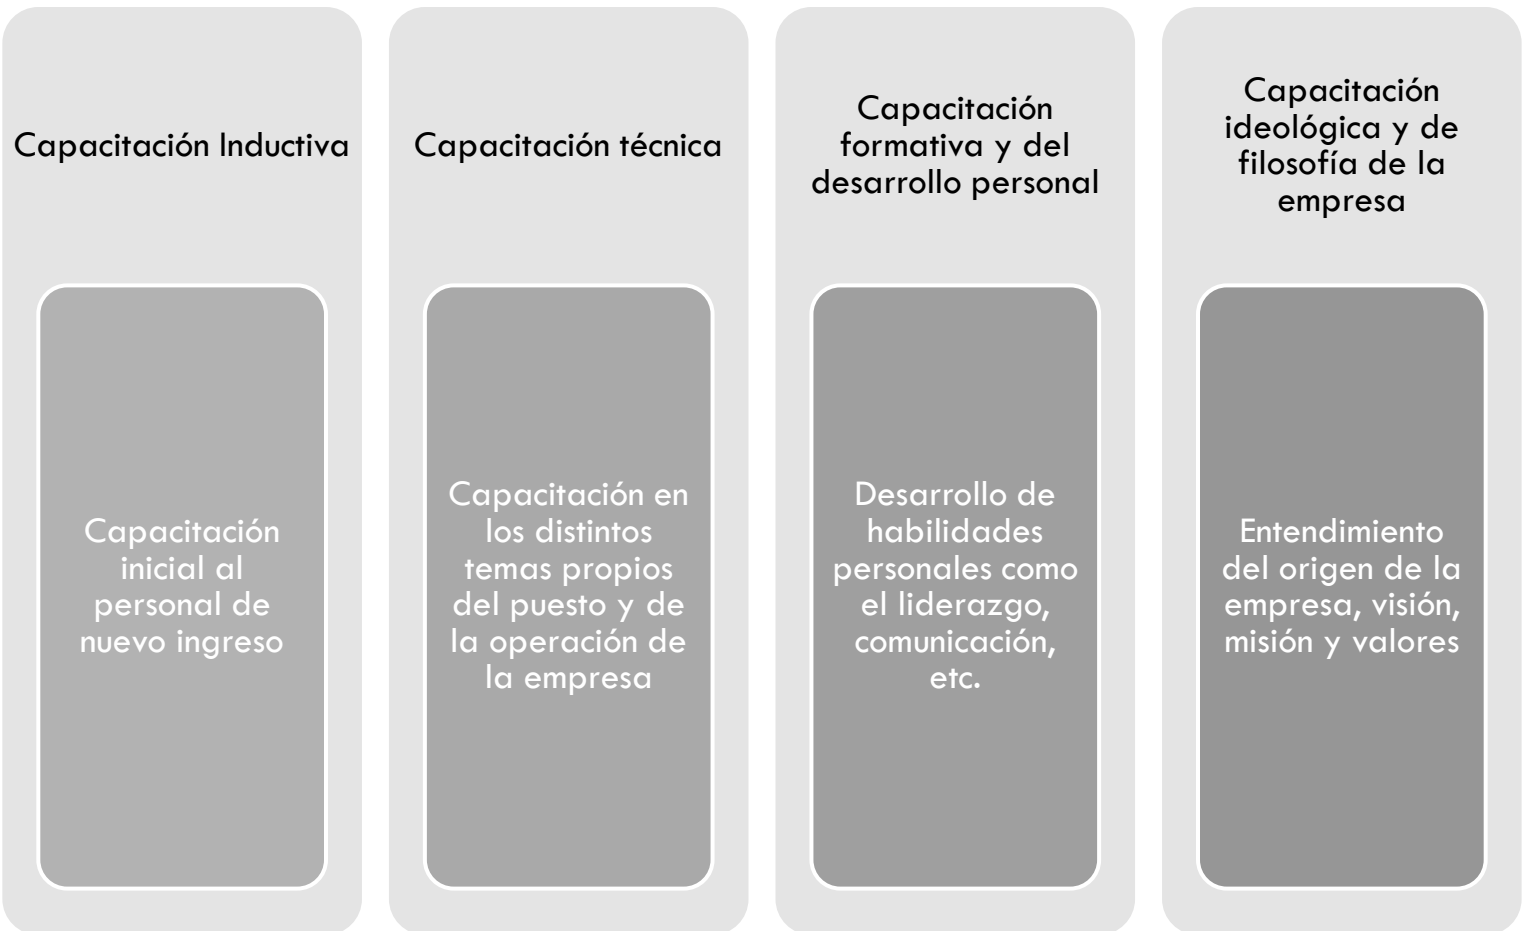 Capacitación Inductiva
Capacitación
inicial al
personal de
nuevo ingreso
Capacitación técnica
Capacitación en
los distintos
temas propios
del puesto y de
la operación de
la empresa
Capacitación
formativa y del
desarrollo personal
Desarrollo de
habilidades
personales como
el liderazgo,
comunicación,
etc.
Capacitación
ideológica y de
filosofía de la
empresa
Entendimiento
del origen de la
empresa, visión,
misión y valores